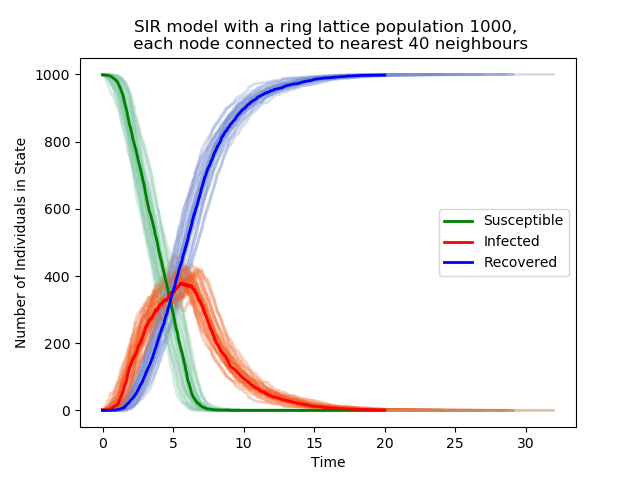 SIR model with a ring lattice population 1000,
each node connected to nearest 40 neighbours
Number of Individuals in State
1000
800
600
400
200
0
Susceptible
Infected
Recovered
0 5 10 15 20 25 30
Time